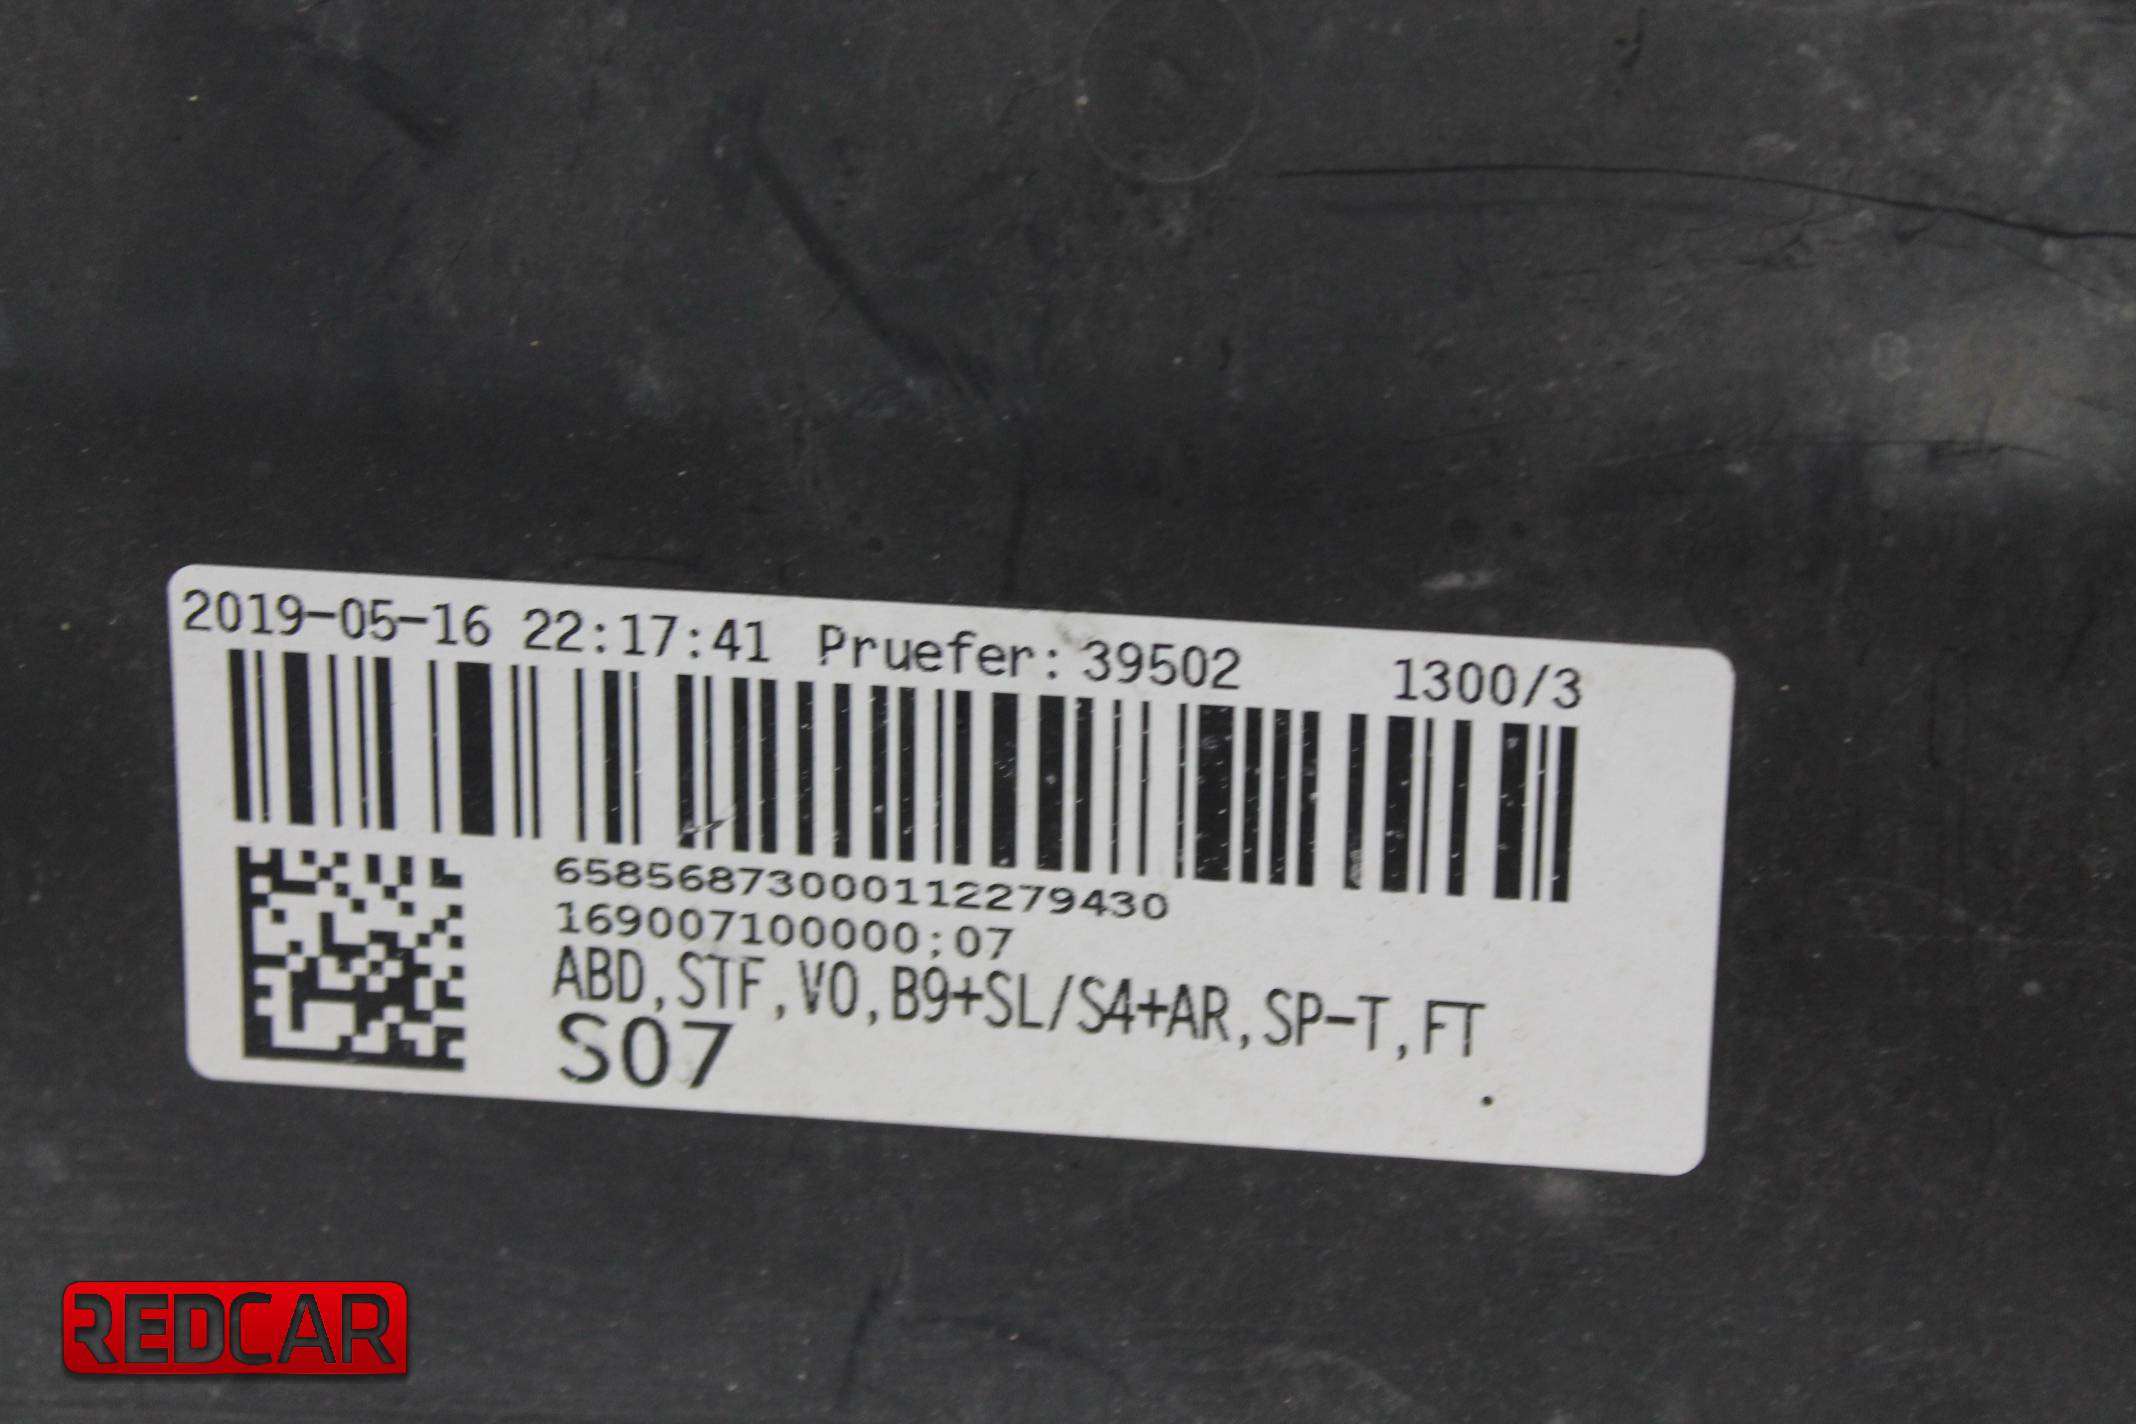 2019-05-16 22:17:41 Pruefer: 39502 1300/3
65856873000112279430
169007100000;07
ABD,STF,VO,B9+SL/S4+AR,SP-T,FT
S07
REDCAR